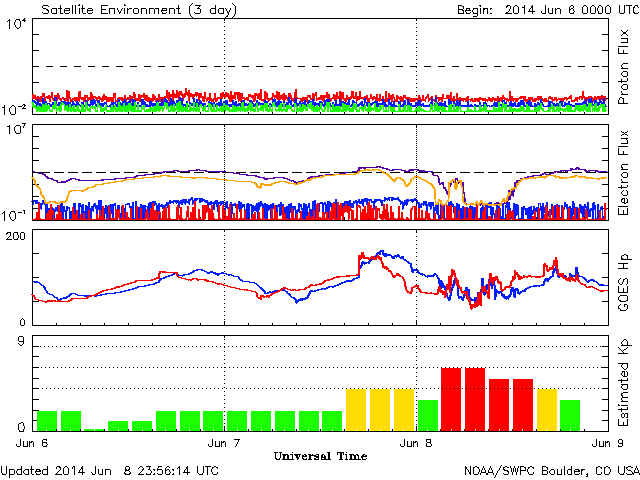 Satellite Environment (3 day)
Begin: 2014 Jun 6 0000 UTC
10^4
10^-2
Proton Flux
10^7
10^-1
Electron Flux
200
0
GOES Hp
9
0
Estimated Kp
Jun 6
Jun 7
Jun 8
Jun 9
Universal Time
Updated 2014 Jun 8 23:56:14 UTC
NOAA/SWPC Boulder, CO USA